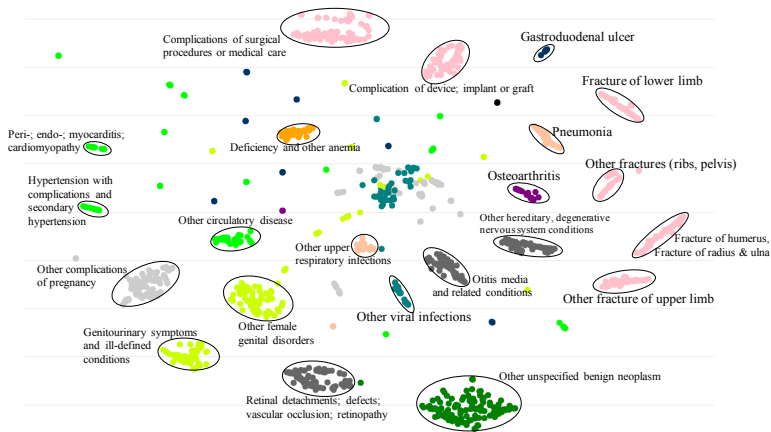 Complications of surgical
procedures or medical care
Gastroduodenal ulcer
Complication of device; implant or graft
Fracture of lower limb
Peri-; endo-; myocarditis;
cardiomyopathy
Deficiency and other anemia
Pneumonia
Other fractures (ribs, pelvis)
Hypertension with
complications and
secondary
hypertension
Osteoarthritis
Other circulatory disease
Other hereditary, degenerative
nervous system conditions
Other upper
respiratory infections
Fracture of humerus,
Fracture of radius & ulna
Other complications
of pregnancy
Otitis media
and related conditions
Other fracture of upper limb
Other viral infections
Genitourinary symptoms
and ill-defined
conditions
Other female
genital disorders
Retinal detachments; defects;
vascular occlusion; retinopathy
Other unspecified benign neoplasm